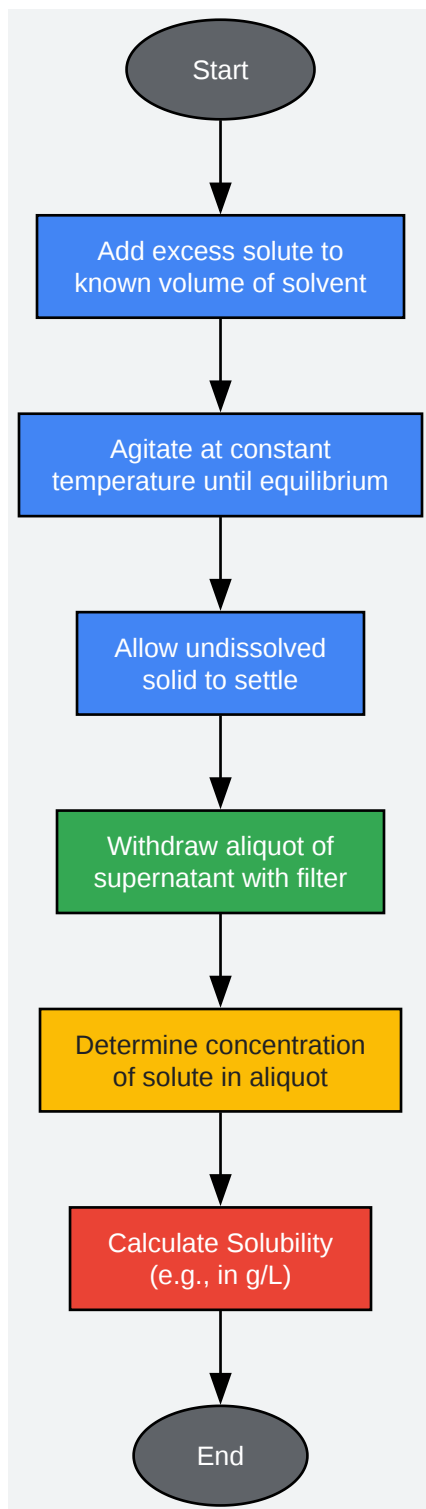 Start
Add excess solute to
known volume of solvent
Agitate at constant
temperature until equilibrium
Allow undissolved
solid to settle
Withdraw aliquot of
supernatant with filter
Determine concentration
of solute in aliquot
Calculate Solubility
(e.g., in g/L)
End